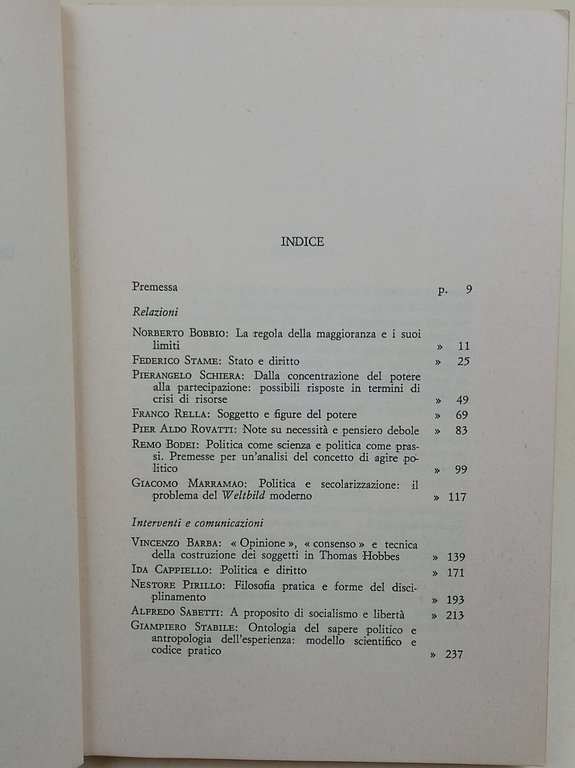 INDICE
Premessa p. 9
Relazioni
NORBERTO BOBBIO: La regola della maggioranza e i suoi
limiti » 11
FEDERICO STAME: Stato e diritto » 25
PIERANGELO SCHIERA: Dalla concentrazione del potere
alla partecipazione: possibili risposte in termini di
crisi di risorse » 49
FRANCO RELLA: Soggetto e figure del potere » 69
PIER ALDO ROVATTI: Note su necessità e pensiero debole » 83
REMO BODEI: Politica come scienza e politica come pras-
si. Premesse per un'analisi del concetto di agire po-
litico » 99
GIACOMO MARRAMAO: Politica e secolarizzazione: il
problema del Weltbild moderno » 117
Interventi e comunicazioni
VINCENZO BARBA: « Opinione », « consenso » e tecnica
della costruzione dei soggetti in Thomas Hobbes » 139
IDA CAPPIELLO: Politica e diritto » 171
NESTORE PIRILLO: Filosofia pratica e forme del disci-
plinamento » 193
ALFREDO SABETTI: A proposito di socialismo e libertà » 213
GIAMPIERO STABILE: Ontologia del sapere politico e
antropologia dell'esperienza: modello scientifico e
codice pratico » 237